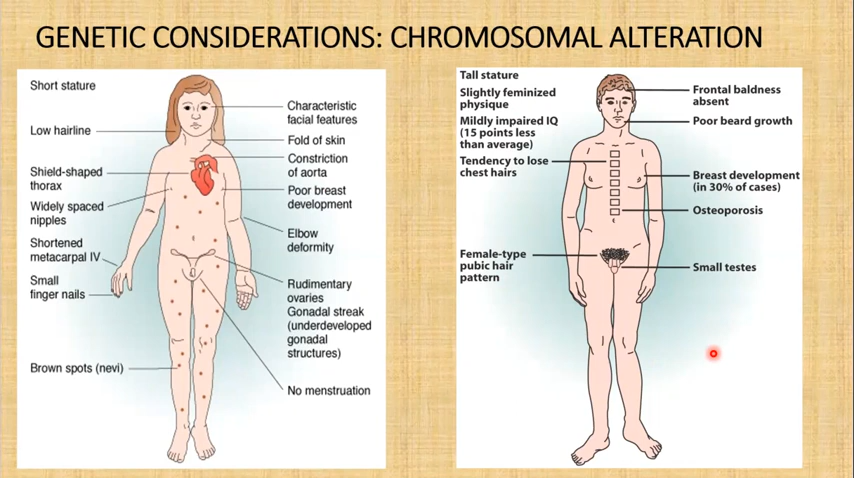 GENETIC CONSIDERATIONS: CHROMOSOMAL ALTERATION
Short stature
Low hairline
Shield-shaped
thorax
Widely spaced
nipples
Shortened
metacarpal IV
Small
finger nails
Brown spots (nevi)
Characteristic
facial features
Fold of skin
Constriction
of aorta
Poor breast
development
Elbow
deformity
Rudimentary
ovaries
Gonadal streak
(underdeveloped
gonadal
structures)
No menstruation
Tall stature
Slightly feminized
physique
Mildly impaired IQ
(15 points less
than average)
Tendency to lose
chest hairs
Female-type
pubic hair
pattern
Frontal baldness
absent
Poor beard growth
Breast development
(in 30% of cases)
Osteoporosis
Small testes